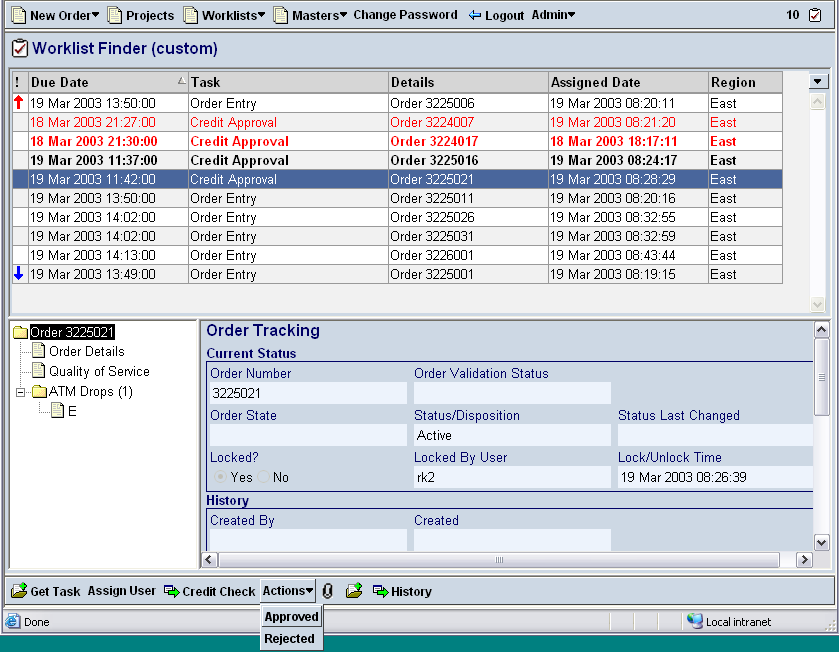 New Order▾ Projects Worklists▾ Masters▾ Change Password Logout Admin▾ 10
Worklist Finder (custom)
! Due Date Task Details Assigned Date Region
19 Mar 2003 13:50:00 Order Entry Order 3225006 19 Mar 2003 08:20:11 East
18 Mar 2003 21:27:00 Credit Approval Order 3224007 19 Mar 2003 08:21:20 East
18 Mar 2003 21:30:00 Credit Approval Order 3224017 18 Mar 2003 18:17:11 East
19 Mar 2003 11:37:00 Credit Approval Order 3225016 19 Mar 2003 08:24:17 East
19 Mar 2003 11:42:00 Credit Approval Order 3225021 19 Mar 2003 08:28:29 East
19 Mar 2003 13:50:00 Order Entry Order 3225011 19 Mar 2003 08:20:16 East
19 Mar 2003 14:02:00 Order Entry Order 3225026 19 Mar 2003 08:32:55 East
19 Mar 2003 14:02:00 Order Entry Order 3225031 19 Mar 2003 08:32:59 East
19 Mar 2003 14:13:00 Order Entry Order 3226001 19 Mar 2003 08:43:44 East
19 Mar 2003 13:49:00 Order Entry Order 3225001 19 Mar 2003 08:19:15 East
Order 3225021
Order Details
Quality of Service
ATM Drops (1)
E
Order Tracking
Current Status
Order Number Order Validation Status
3225021
Order State Status/Disposition Status Last Changed
Active
Locked? Locked By User Lock/Unlock Time
Yes No rk2 19 Mar 2003 08:26:39
History
Created By Created
Get Task Assign User Credit Check Actions▾ History
Approved
Rejected
Done Local intranet